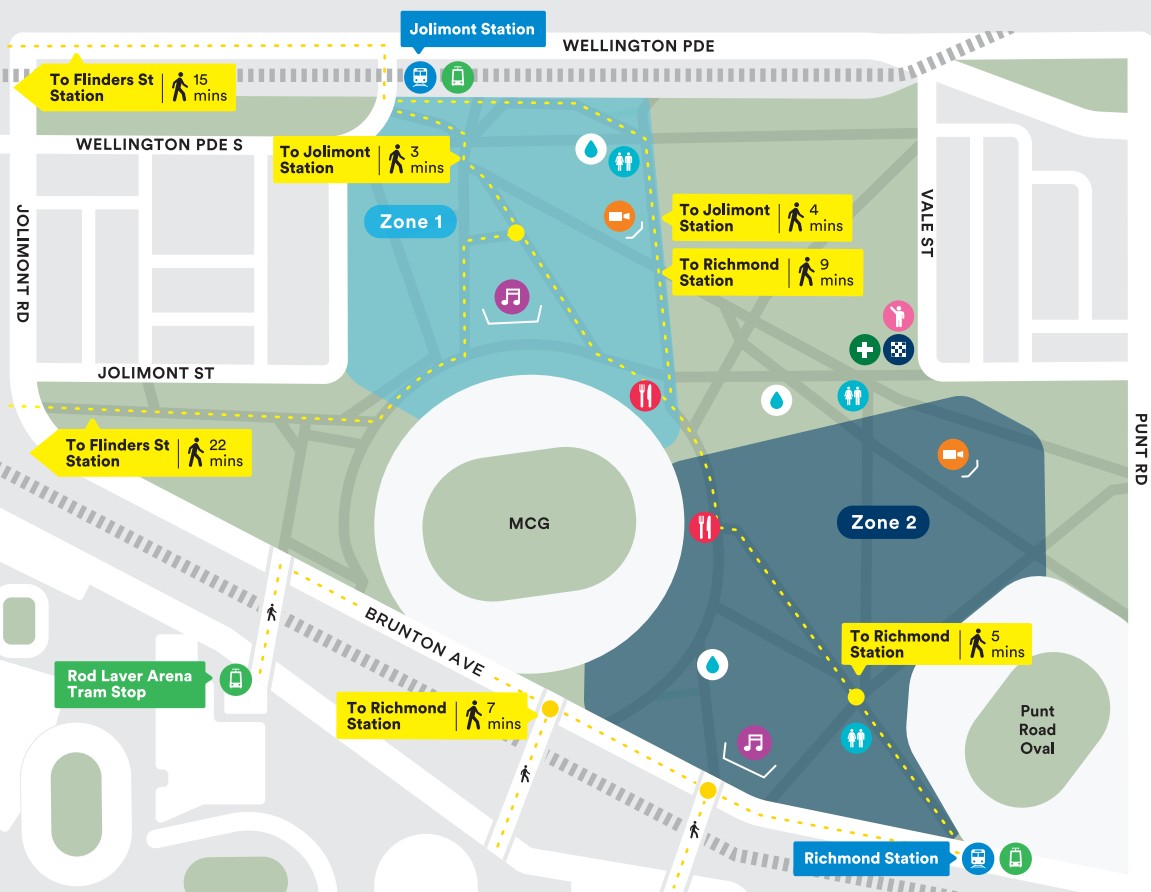 Jolimont Station
WELLINGTON PDE
To Flinders St
Station
15
mins
WELLINGTON PDE S
To Jolimont
Station
3
mins
Zone 1
To Jolimont
Station
4
mins
To Richmond
Station
9
mins
JOLIMONT RD
VALE ST
JOLIMONT ST
To Flinders St
Station
22
mins
PUNT RD
MCG
Zone 2
BRUNTON AVE
To Richmond
Station
5
mins
Rod Laver Arena
Tram Stop
To Richmond
Station
7
mins
Punt
Road
Oval
Richmond Station